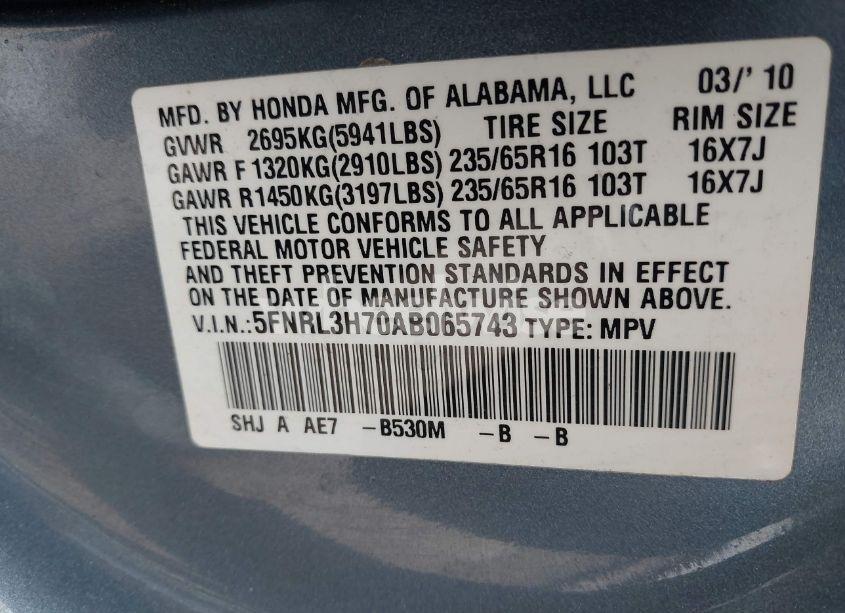 MFD. BY HONDA MFG. OF ALABAMA, LLC 03/'10
GVWR 2695KG(5941LBS) TIRE SIZE RIM SIZE
GAWR F1320KG(2910LBS) 235/65R16 103T 16X7J
GAWR R1450KG(3197LBS) 235/65R16 103T 16X7J
THIS VEHICLE CONFORMS TO ALL APPLICABLE
FEDERAL MOTOR VEHICLE SAFETY
AND THEFT PREVENTION STANDARDS IN EFFECT
ON THE DATE OF MANUFACTURE SHOWN ABOVE.
V.I.N.:5FNRL3H70AB065743 TYPE: MPV
SHJ A AE7 -B530M -B -B